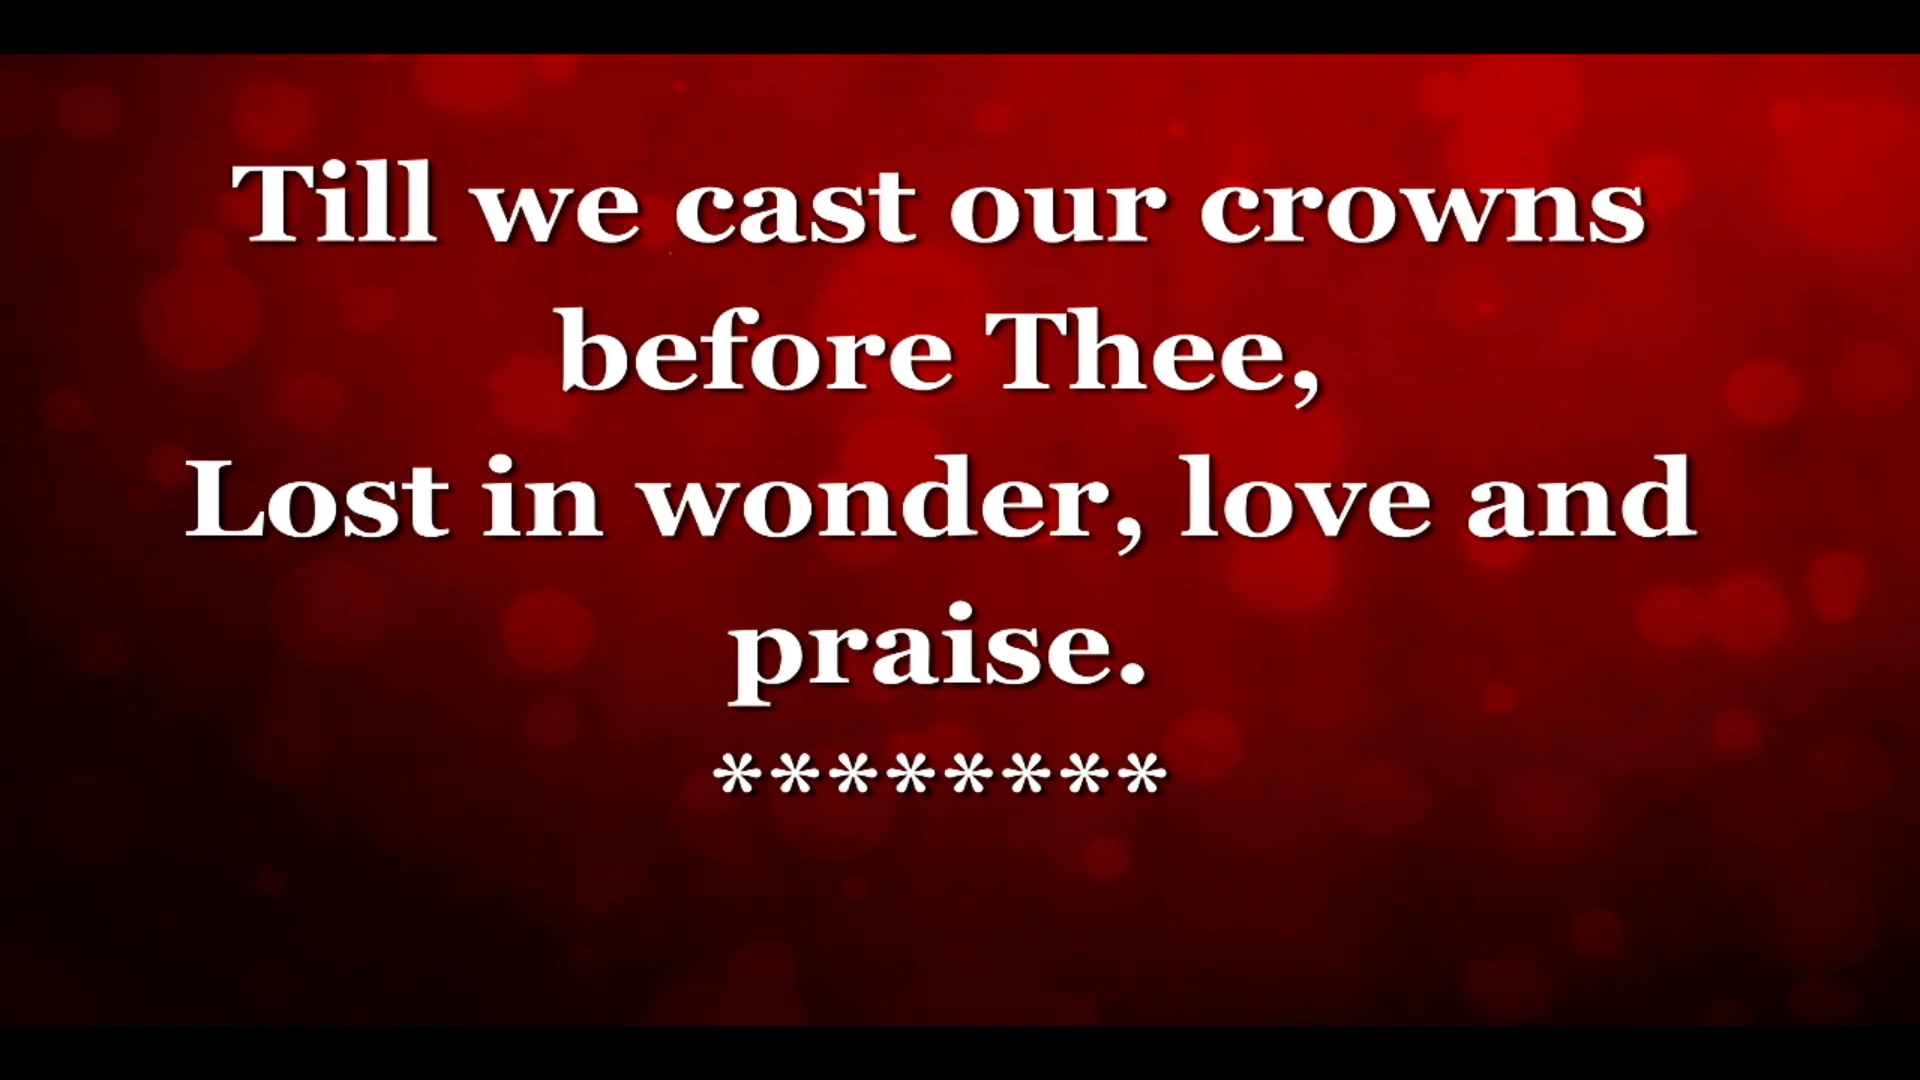 Till we cast our crowns
before Thee,
Lost in wonder, love and
praise.
********